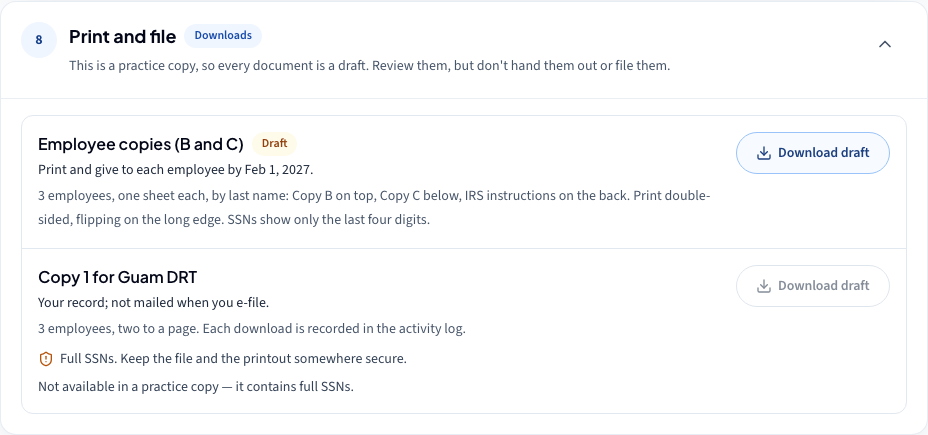 8
Print and file
Downloads
This is a practice copy, so every document is a draft. Review them, but don't hand them out or file them.
Employee copies (B and C)
Draft
Print and give to each employee by Feb 1, 2027.
3 employees, one sheet each, by last name: Copy B on top, Copy C below, IRS instructions on the back. Print double-
sided, flipping on the long edge. SSNs show only the last four digits.
Download draft
Copy 1 for Guam DRT
Your record; not mailed when you e-file.
3 employees, two to a page. Each download is recorded in the activity log.
Full SSNs. Keep the file and the printout somewhere secure.
Not available in a practice copy — it contains full SSNs.
Download draft